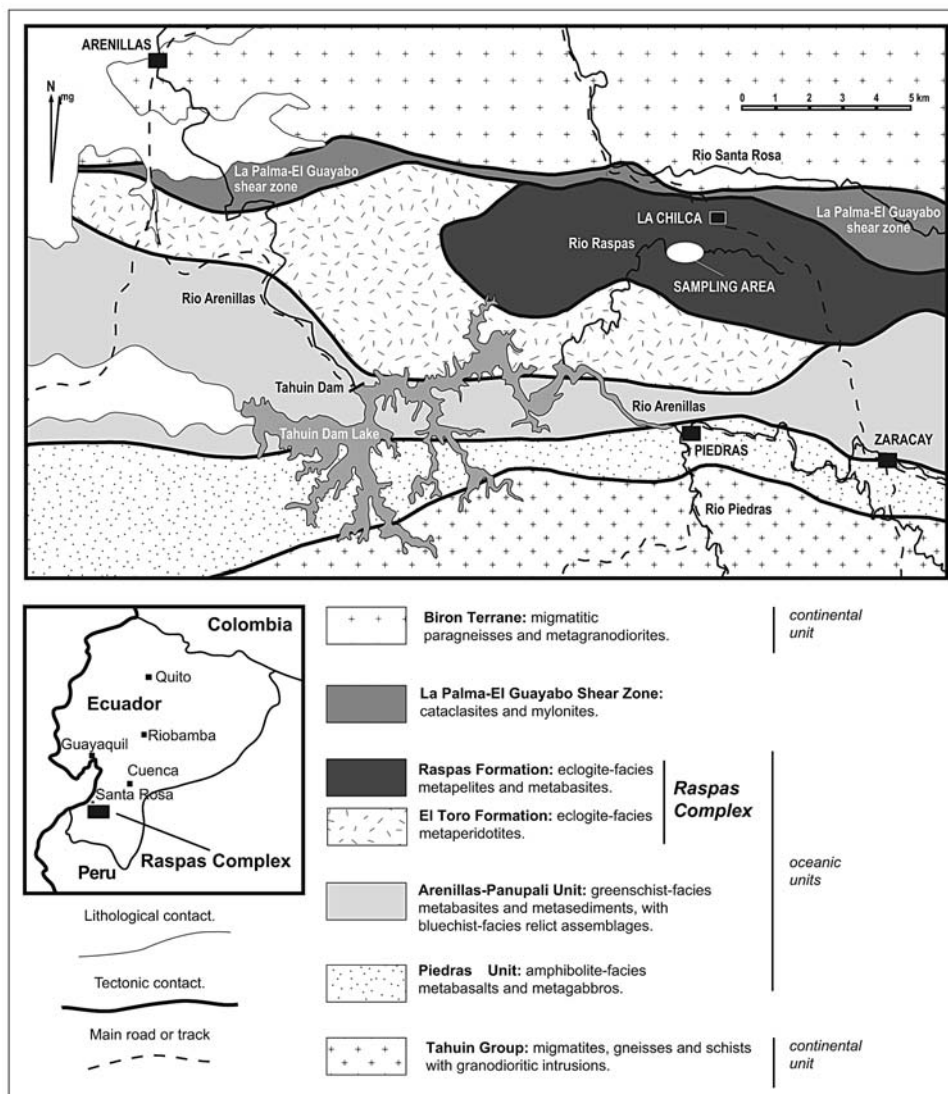 ARENILLAS
N
mg
0 1 2 3 4 5 km
La Palma-El Guayabo
shear zone
Rio Santa Rosa
LA CHILCA
La Palma-El Guayabo
shear zone
Rio Raspas
SAMPLING AREA
Rio Arenillas
Tahuin Dam
Rio Arenillas
Tahuin Dam Lake
PIEDRAS
ZARACAY
Rio Piedras
Colombia
Quito
Ecuador
Riobamba
Guayaquil
Cuenca
Santa Rosa
Raspas Complex
Peru
Lithological contact.
Tectonic contact.
Main road or track
Biron Terrane: migmatitic
paragneisses and metagranodiorites.
continental
unit
La Palma-El Guayabo Shear Zone:
cataclasites and mylonites.
Raspas Formation: eclogite-facies
metapelites and metabasites.
El Toro Formation: eclogite-facies
metaperidotites.
Raspas
Complex
Arenillas-Panupali Unit: greenschist-facies
metabasites and metasediments, with
blueschist-facies relict assemblages.
oceanic
units
Piedras Unit: amphibolite-facies
metabasalts and metagabbros.
Tahuin Group: migmatites, gneisses and schists
with granodioritic intrusions.
continental
unit